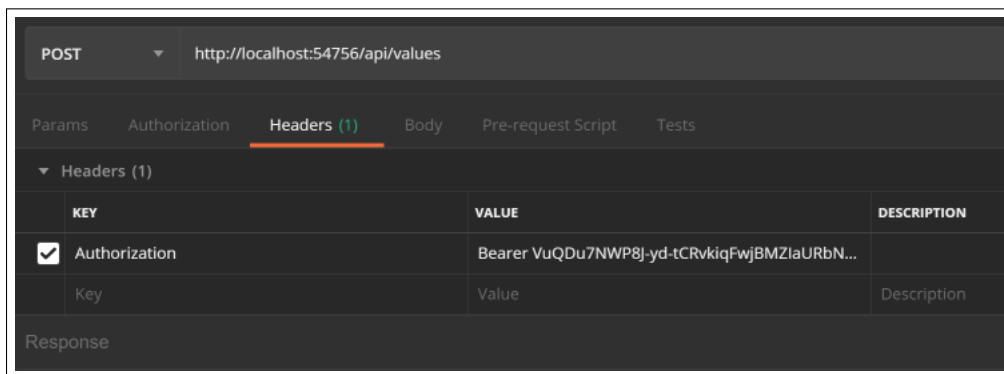 POST http://localhost:54756/api/values
Params Authorization Headers (1) Body Pre-request Script Tests
Headers (1)
KEY VALUE DESCRIPTION
Authorization Bearer VuQDu7NWP8J-yd-tCRvkiqFwjBMZIaURbN...
Key Value Description
Response